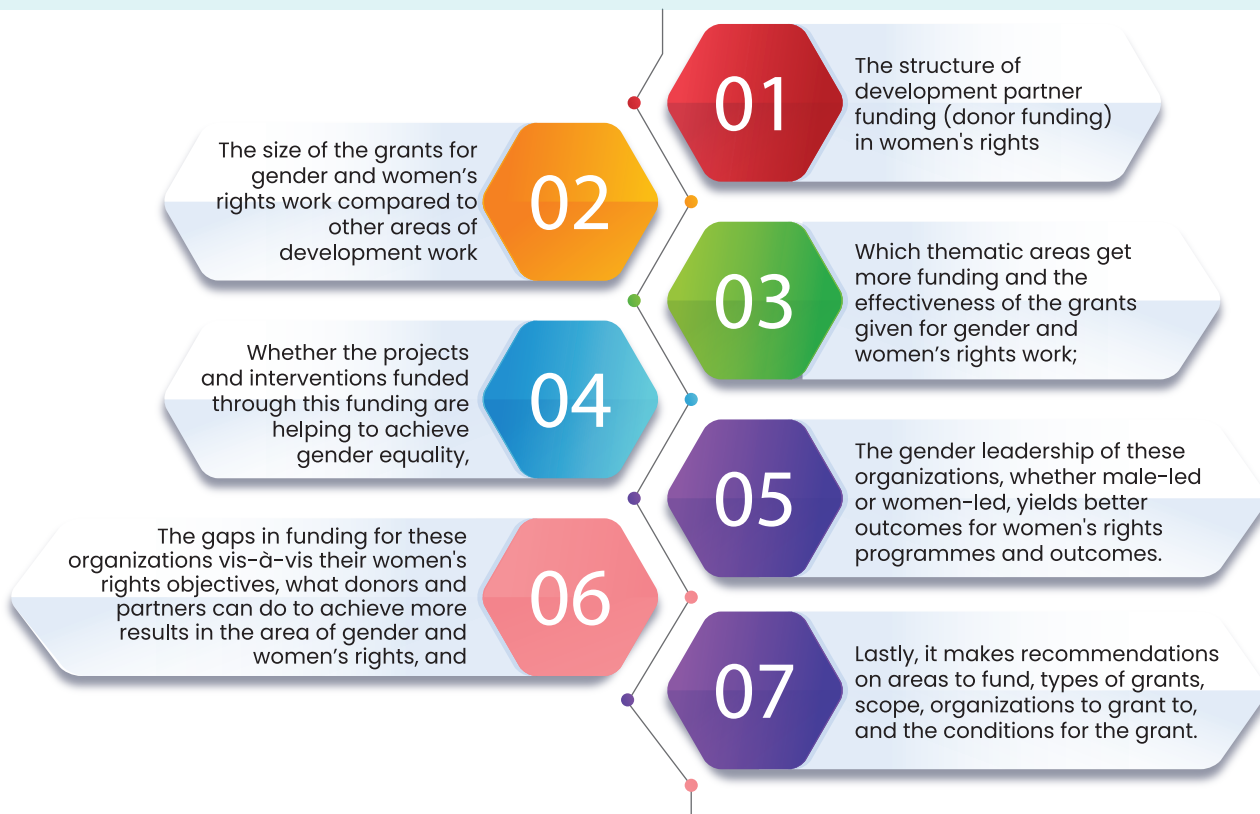 01
The structure of
development partner
funding (donor funding)
in women's rights
02
The size of the grants for
gender and women’s
rights work compared to
other areas of
development work
03
Which thematic areas get
more funding and the
effectiveness of the grants
given for gender and
women’s rights work;
04
Whether the projects
and interventions funded
through this funding are
helping to achieve
gender equality,
05
The gender leadership of these
organizations, whether male-led
or women-led, yields better
outcomes for women's rights
programmes and outcomes.
06
The gaps in funding for these
organizations vis-à-vis their women's
rights objectives, what donors and
partners can do to achieve more
results in the area of gender and
women’s rights, and
07
Lastly, it makes recommendations
on areas to fund, types of grants,
scope, organizations to grant to,
and the conditions for the grant.